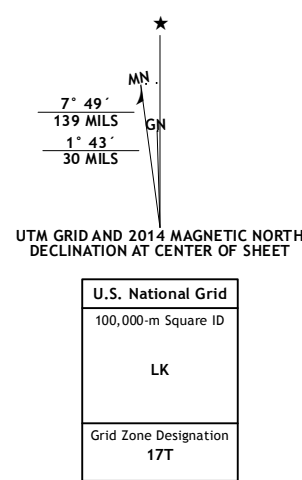 ★
MN
GN
7° 49´
139 MILS
1° 43´
30 MILS
UTM GRID AND 2014 MAGNETIC NORTH
DECLINATION AT CENTER OF SHEET
U.S. National Grid
100,000-m Square ID
LK
Grid Zone Designation
17T